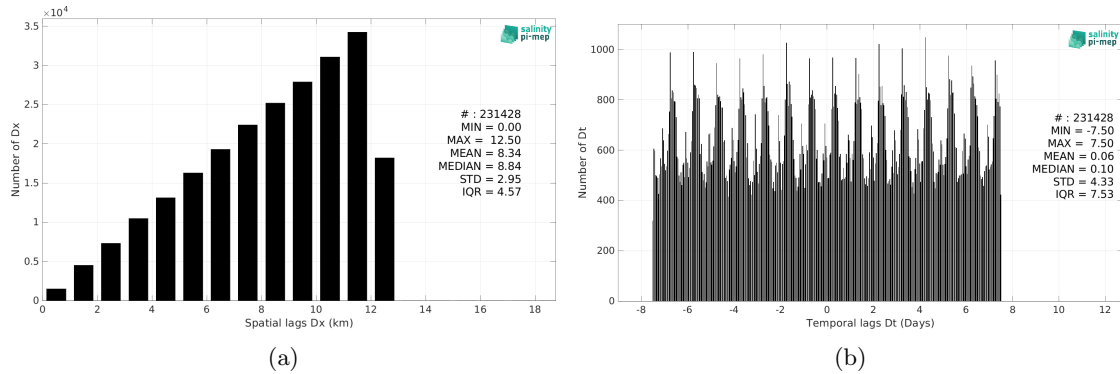 ×10⁴
3.5
3
2.5
2
1.5
1
0.5
0
Number of Dx
0 2 4 6 8 10 12 14 16 18
Spatial lags Dx (km)
salinity
pi-mep
# : 231428
MIN = 0.00
MAX = 12.50
MEAN = 8.34
MEDIAN = 8.84
STD = 2.95
IQR = 4.57
(a)
1000
800
600
400
200
0
Number of Dt
-8 -6 -4 -2 0 2 4 6 8 10 12
Temporal lags Dt (Days)
salinity
pi-mep
# : 231428
MIN = -7.50
MAX = 7.50
MEAN = 0.06
MEDIAN = 0.10
STD = 4.33
IQR = 7.53
(b)